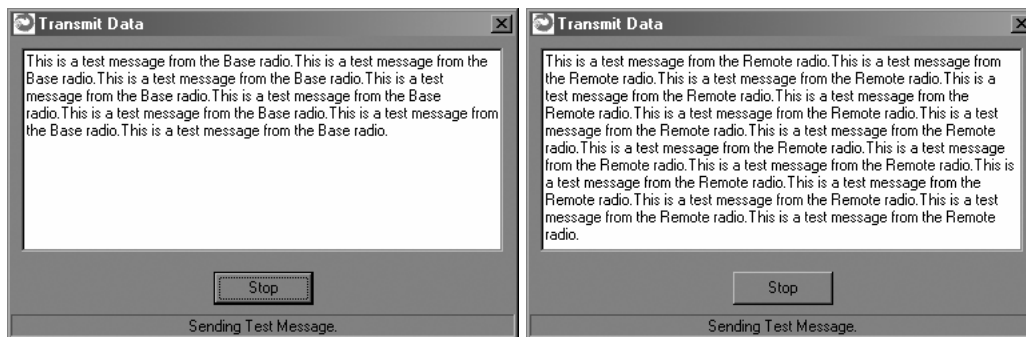 Transmit Data
This is a test message from the Base radio.This is a test message from the
Base radio.This is a test message from the Base radio.This is a test
message from the Base radio.This is a test message from the Base
radio.This is a test message from the Base radio.This is a test message from
the Base radio.This is a test message from the Base radio.
Stop
Sending Test Message.
Transmit Data
This is a test message from the Remote radio.This is a test message from
the Remote radio.This is a test message from the Remote radio.This is a
test message from the Remote radio.This is a test message from the
Remote radio.This is a test message from the Remote radio.This is a test
message from the Remote radio.This is a test message from the Remote
radio.This is a test message from the Remote radio.This is a test message
from the Remote radio.This is a test message from the Remote radio.This is
a test message from the Remote radio.This is a test message from the
Remote radio.This is a test message from the Remote radio.This is a test
message from the Remote radio.This is a test message from the Remote
radio.
Stop
Sending Test Message.